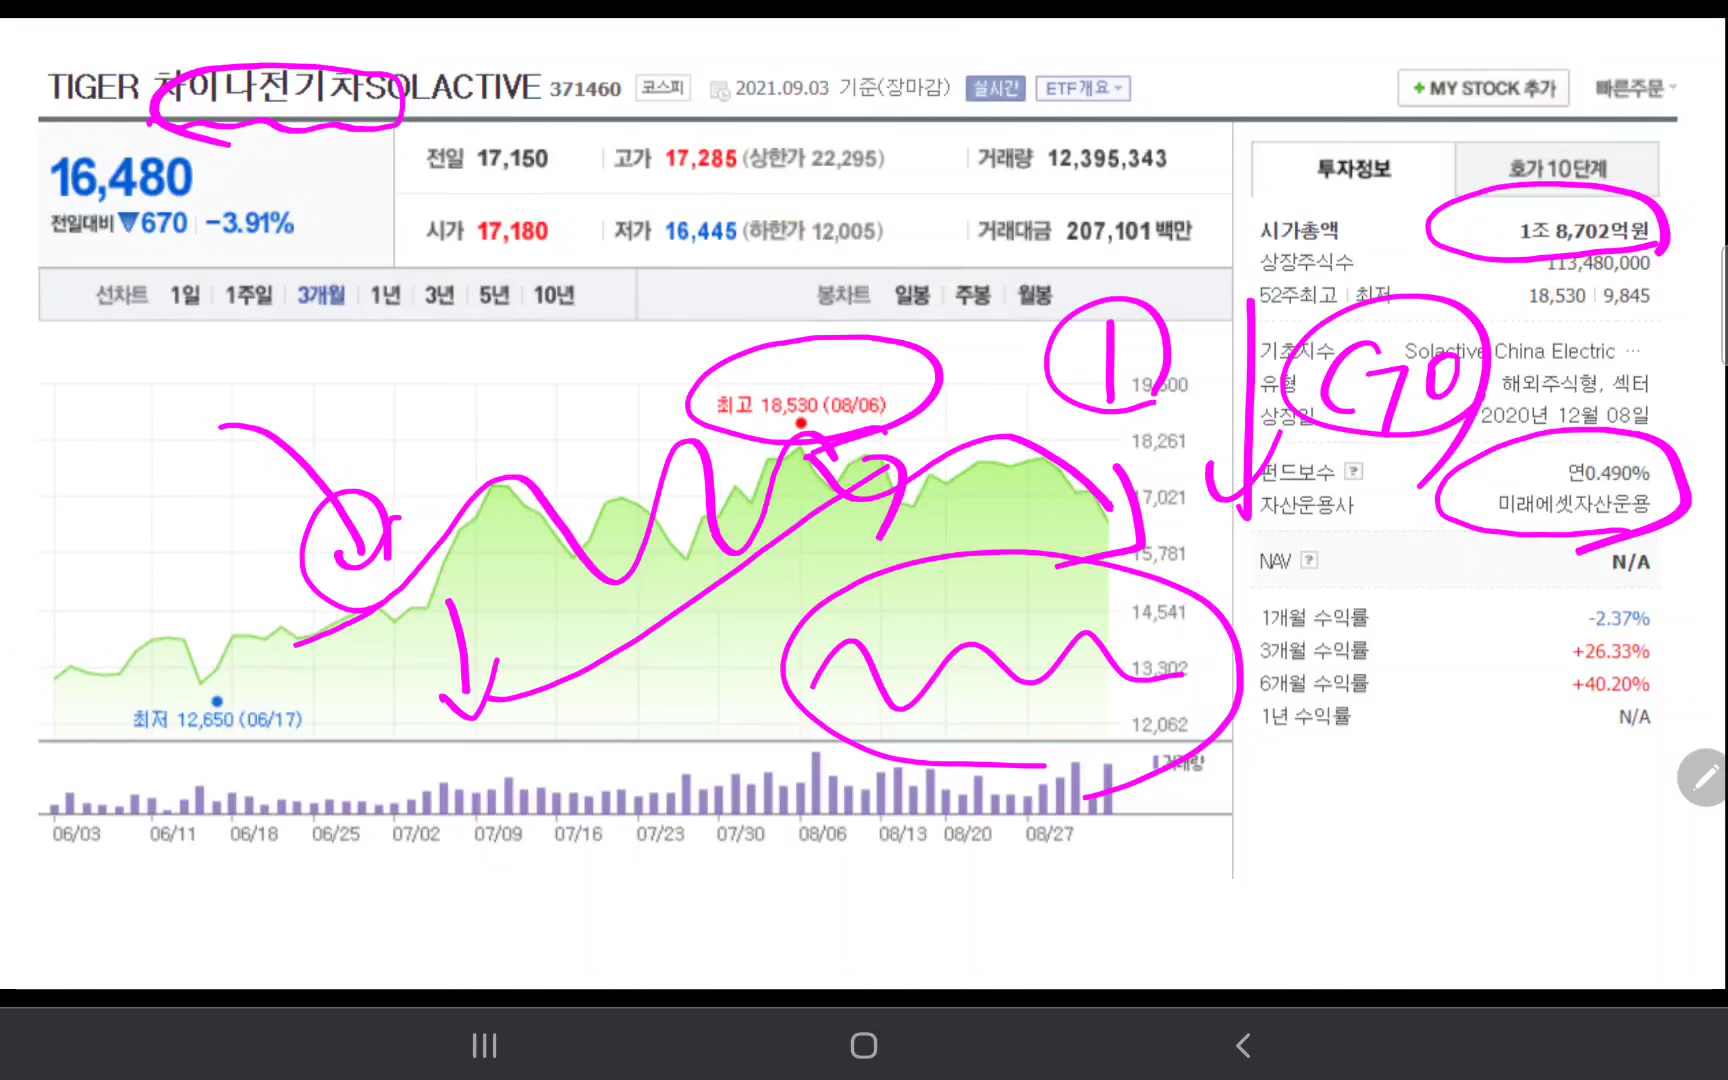 TIGER 차이나전기차SOLACTIVE 371460 코스피 2021.09.03 기준(장마감) 실시간 ETF개요
+ MY STOCK 추가 빠른주문
16,480
전일대비 ▼670 -3.91%
전일 17,150 고가 17,285 (상한가 22,295) 거래량 12,395,343
시가 17,180 저가 16,445 (하한가 12,005) 거래대금 207,101 백만
선차트 1일 1주일 3개월 1년 3년 5년 10년 봉차트 일봉 주봉 월봉
최고 18,530 (08/06)
최저 12,650 (06/17)
1
19,500
18,261
17,021
15,781
14,541
13,302
12,062
거래량
06/03 06/11 06/18 06/25 07/02 07/09 07/16 07/23 07/30 08/06 08/13 08/20 08/27
투자정보 호가 10단계
시가총액 1조 8,702억원
상장주식수 113,480,000
52주최고 최저 18,530 9,845
기초지수 Solactive China Electric ...
유형 해외주식형, 섹터
상장일 2020년 12월 08일
펀드보수 ? 연0.490%
자산운용사 미래에셋자산운용
NAV ? N/A
1개월 수익률 -2.37%
3개월 수익률 +26.33%
6개월 수익률 +40.20%
1년 수익률 N/A